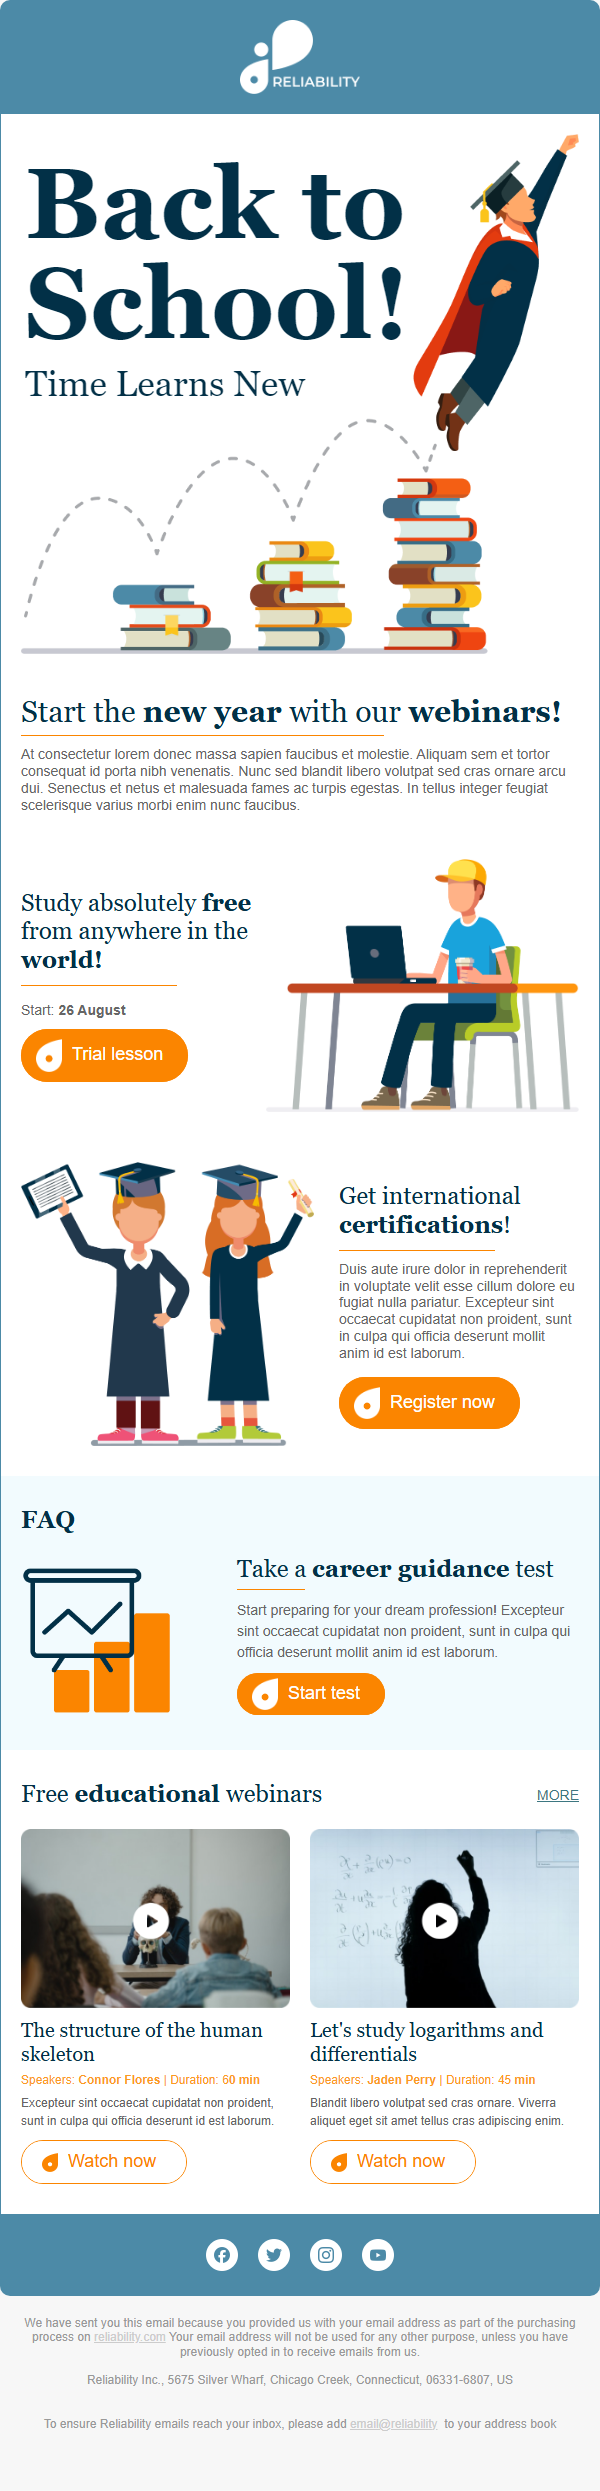 RELIABILITY
Back to
School!
Time Learns New
Start the new year with our webinars!
At consectetur lorem donec massa sapien faucibus et molestie. Aliquam sem et tortor
consequat id porta nibh venenatis. Nunc sed blandit libero volutpat sed cras ornare arcu
dui. Senectus et netus et malesuada fames ac turpis egestas. In tellus integer feugiat
scelerisque varius morbi enim nunc faucibus.
Study absolutely free
from anywhere in the
world!
Start: 26 August
Trial lesson
Get international
certifications!
Duis aute irure dolor in reprehenderit
in voluptate velit esse cillum dolore eu
fugiat nulla pariatur. Excepteur sint
occaecat cupidatat non proident, sunt
in culpa qui officia deserunt mollit
anim id est laborum.
Register now
FAQ
Take a career guidance test
Start preparing for your dream profession! Excepteur
sint occaecat cupidatat non proident, sunt in culpa qui
officia deserunt mollit anim id est laborum.
Start test
Free educational webinars
MORE
The structure of the human
skeleton
Speakers: Connor Flores | Duration: 60 min
Excepteur sint occaecat cupidatat non proident,
sunt in culpa qui officia deserunt id est laborum.
Watch now
Let's study logarithms and
differentials
Speakers: Jaden Perry | Duration: 45 min
Blandit libero volutpat sed cras ornare. Viverra
aliquet eget sit amet tellus cras adipiscing enim.
Watch now
We have sent you this email because you provided us with your email address as part of the purchasing
process on reliability.com Your email address will not be used for any other purpose, unless you have
previously opted in to receive emails from us.
Reliability Inc., 5675 Silver Wharf, Chicago Creek, Connecticut, 06331-6807, US
To ensure Reliability emails reach your inbox, please add email@reliability to your address book